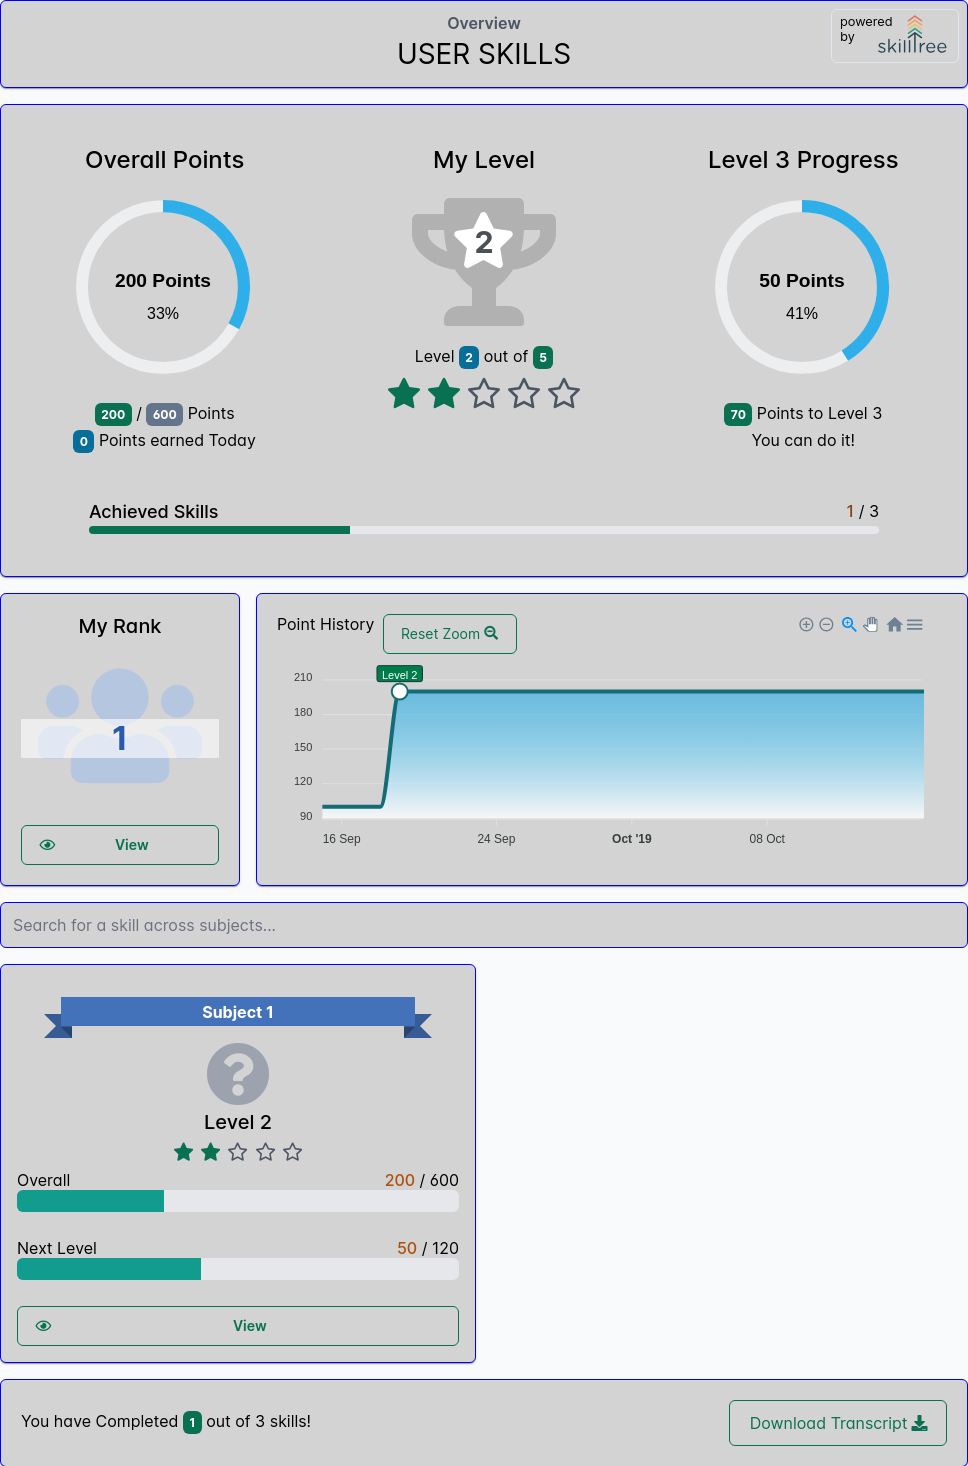 Overview
USER SKILLS
powered
by
skilltree
Overall Points
200 Points
33%
200 / 600 Points
0 Points earned Today
My Level
2
Level 2 out of 5
Level 3 Progress
50 Points
41%
70 Points to Level 3
You can do it!
Achieved Skills 1 / 3
My Rank
1
View
Point History Reset Zoom
Level 2
210
180
150
120
90
16 Sep 24 Sep Oct '19 08 Oct
Search for a skill across subjects...
Subject 1
Level 2
Overall 200 / 600
Next Level 50 / 120
View
You have Completed 1 out of 3 skills!
Download Transcript